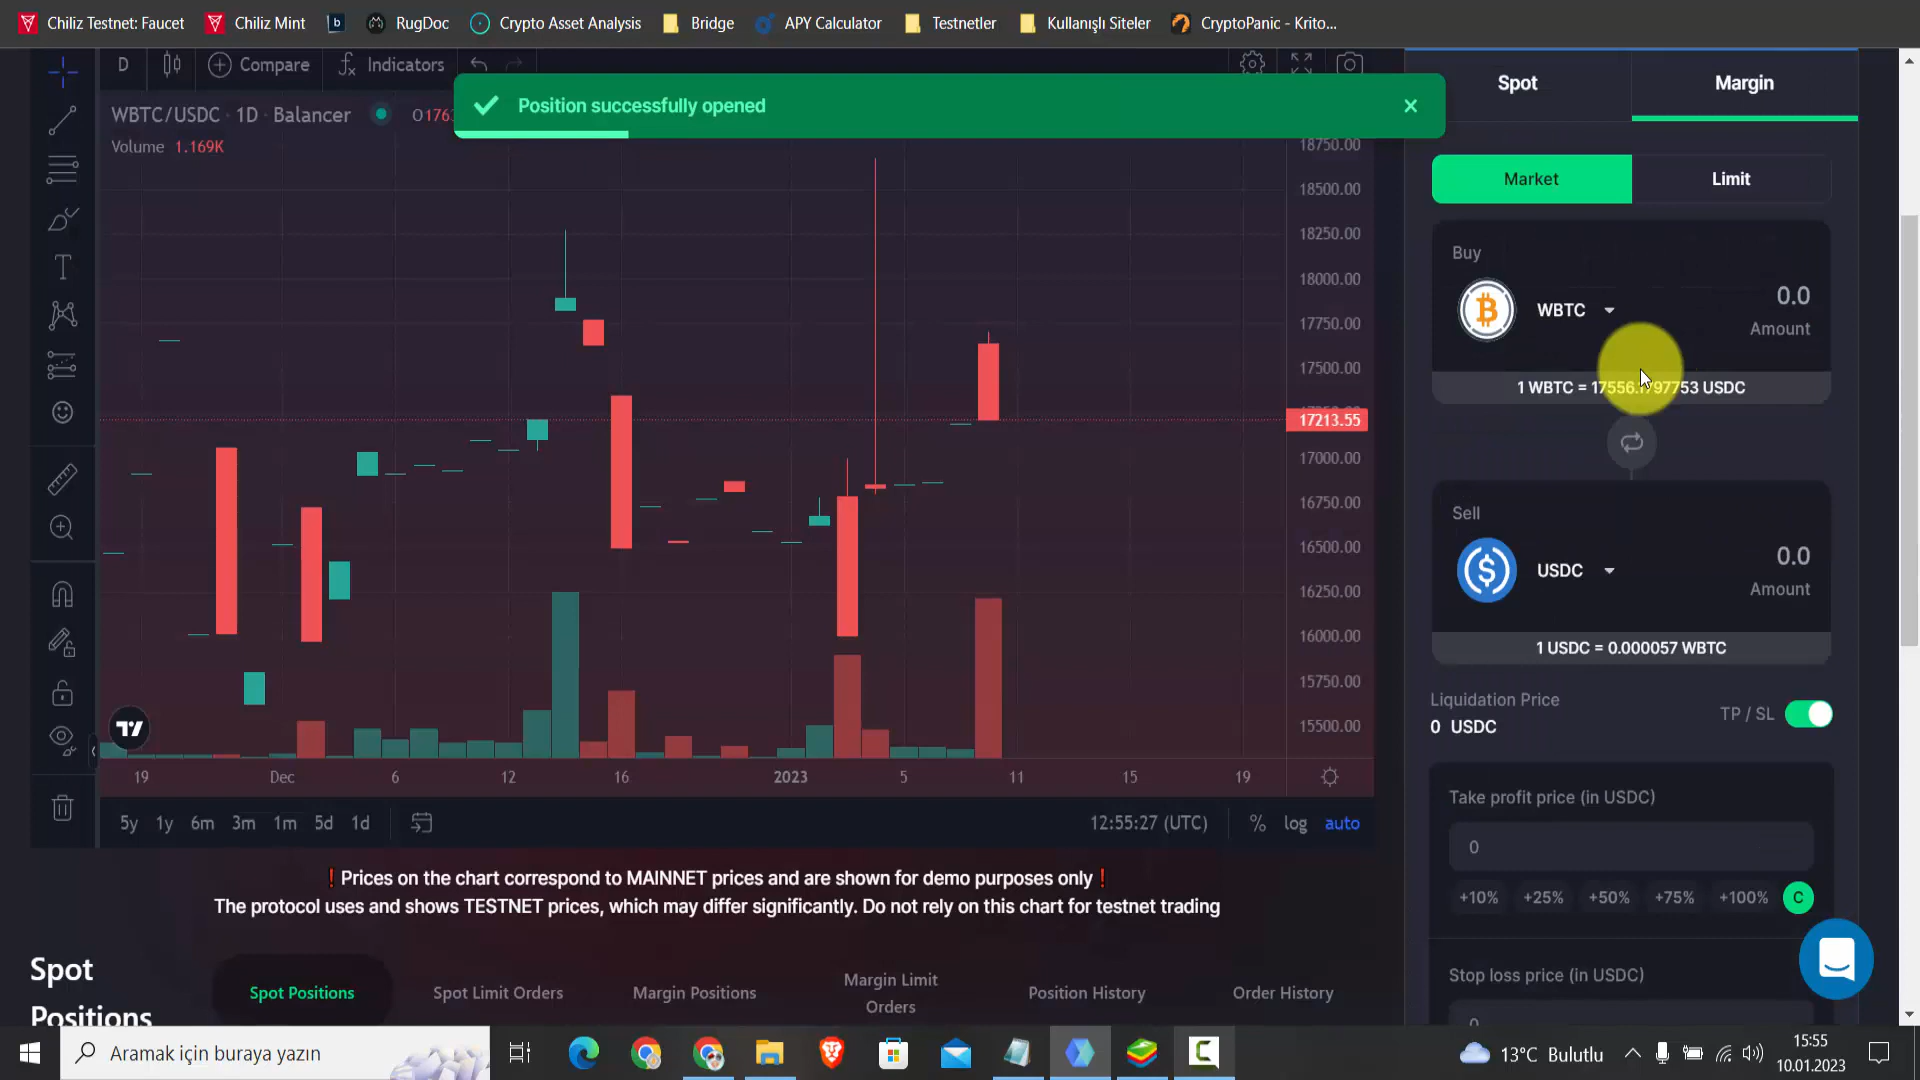 Chiliz Testnet: Faucet
Chiliz Mint
b
RugDoc
Crypto Asset Analysis
Bridge
APY Calculator
Testnetler
Kullanışlı Siteler
CryptoPanic - Krito...
D
Compare
Indicators
Position successfully opened
WBTC/USDC · 1D · Balancer
O1763
Volume 1.169K
18750.00
18500.00
18250.00
18000.00
17750.00
17500.00
17213.55
17000.00
16750.00
16500.00
16250.00
16000.00
15750.00
15500.00
19
Dec
6
12
16
2023
5
11
15
19
5y 1y 6m 3m 1m 5d 1d
12:55:27 (UTC)
% log auto
❗Prices on the chart correspond to MAINNET prices and are shown for demo purposes only❗
The protocol uses and shows TESTNET prices, which may differ significantly. Do not rely on this chart for testnet trading
Spot
Positions
Spot Positions
Spot Limit Orders
Margin Positions
Margin Limit
Orders
Position History
Order History
Spot
Margin
Market
Limit
Buy
WBTC
0.0
Amount
1 WBTC = 17556.1797753 USDC
Sell
USDC
0.0
Amount
1 USDC = 0.000057 WBTC
Liquidation Price
0 USDC
TP / SL
Take profit price (in USDC)
0
+10% +25% +50% +75% +100% C
Stop loss price (in USDC)
0
Aramak için buraya yazın
13°C Bulutlu
15:55
10.01.2023